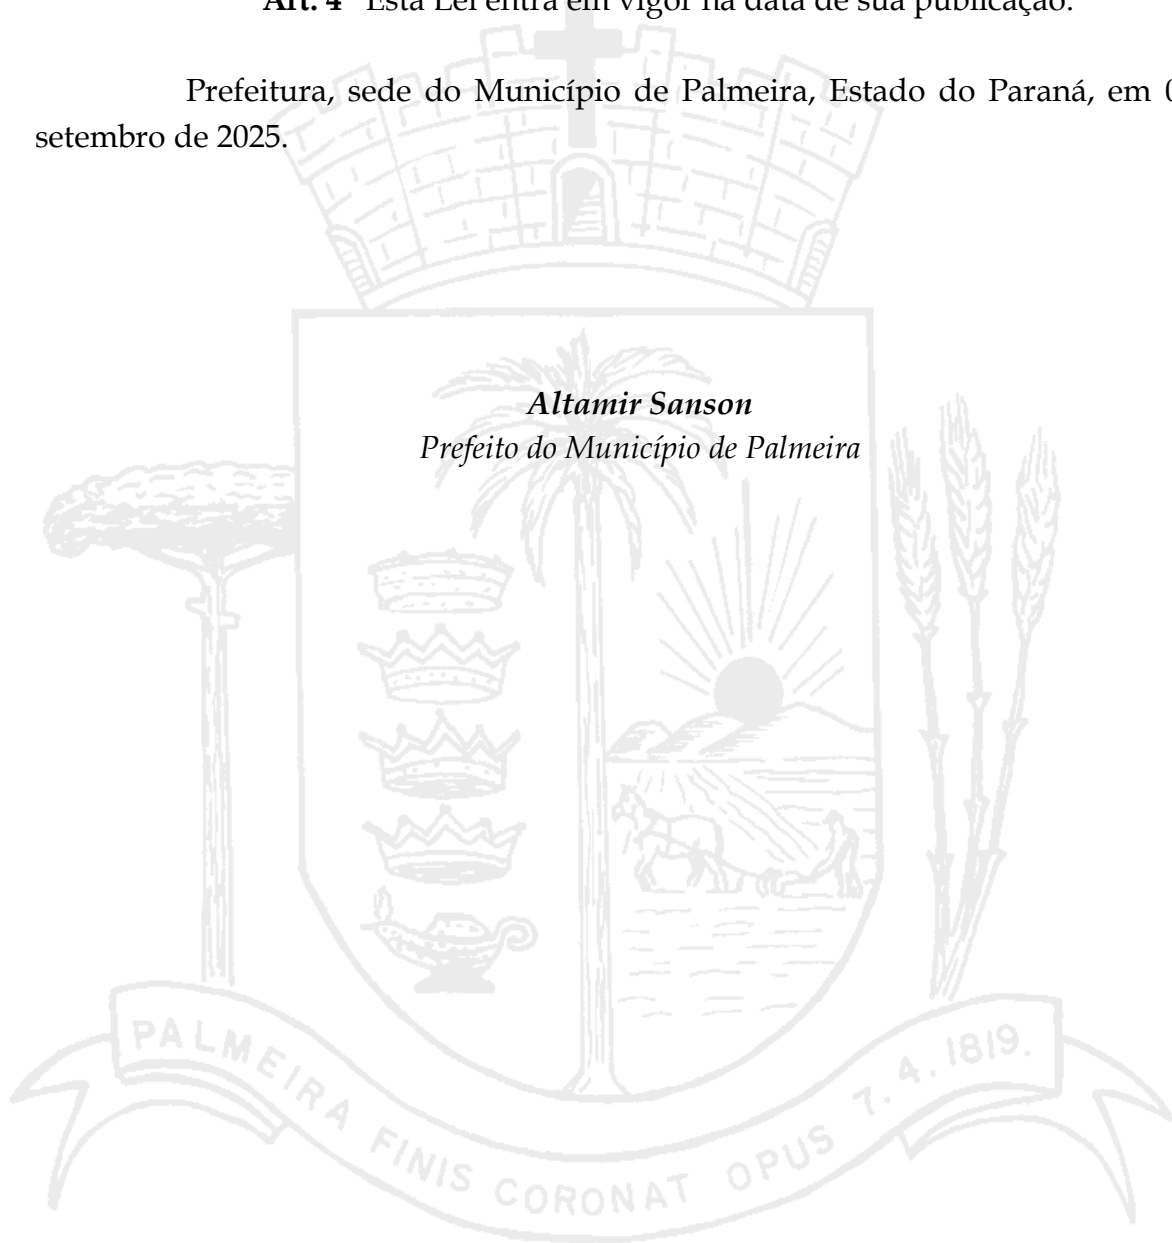 Art. 4º Esta Lei entra em vigor na data de sua publicação.
Prefeitura, sede do Município de Palmeira, Estado do Paraná, em 0
setembro de 2025.
Altamir Sanson
Prefeito do Município de Palmeira
PALMEIRA FINIS CORONAT OPUS 7. 4. 1819.